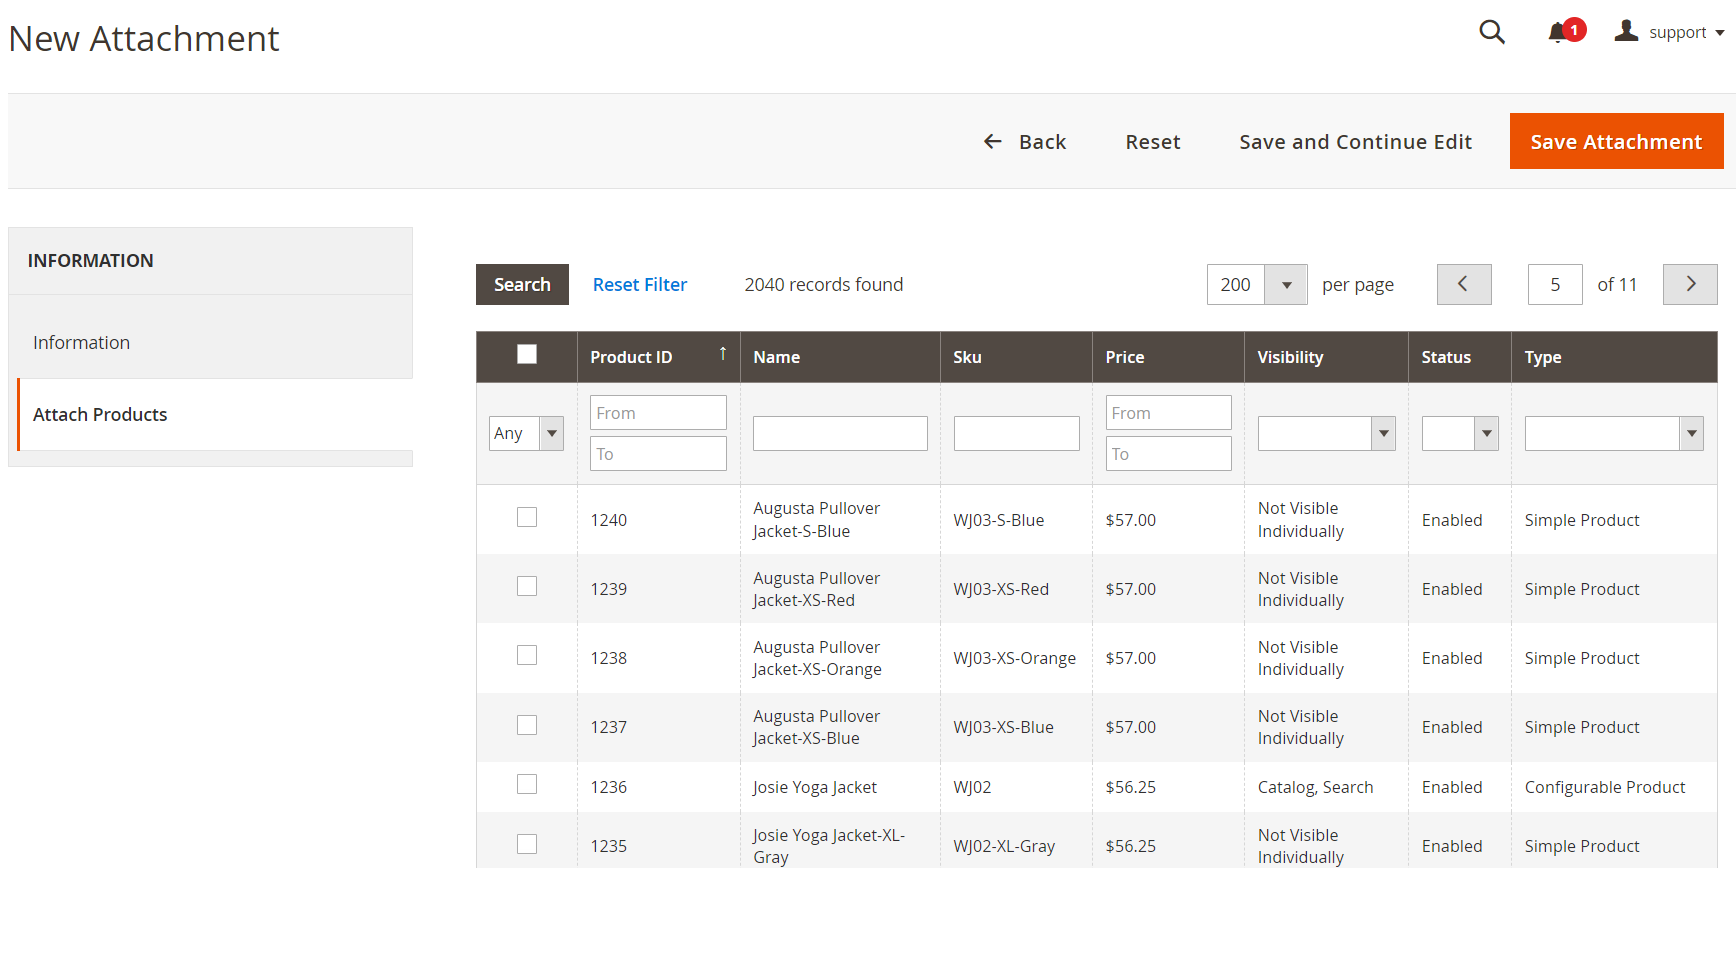 New Attachment
1
support
Back
Reset
Save and Continue Edit
Save Attachment
INFORMATION
Information
Attach Products
Search
Reset Filter
2040 records found
200
per page
5
of 11
Product ID ↑ Name Sku Price Visibility Status Type
Any
From
To
From
To
1240 Augusta Pullover Jacket-S-Blue WJ03-S-Blue $57.00 Not Visible Individually Enabled Simple Product
1239 Augusta Pullover Jacket-XS-Red WJ03-XS-Red $57.00 Not Visible Individually Enabled Simple Product
1238 Augusta Pullover Jacket-XS-Orange WJ03-XS-Orange $57.00 Not Visible Individually Enabled Simple Product
1237 Augusta Pullover Jacket-XS-Blue WJ03-XS-Blue $57.00 Not Visible Individually Enabled Simple Product
1236 Josie Yoga Jacket WJ02 $56.25 Catalog, Search Enabled Configurable Product
1235 Josie Yoga Jacket-XL-Gray WJ02-XL-Gray $56.25 Not Visible Individually Enabled Simple Product